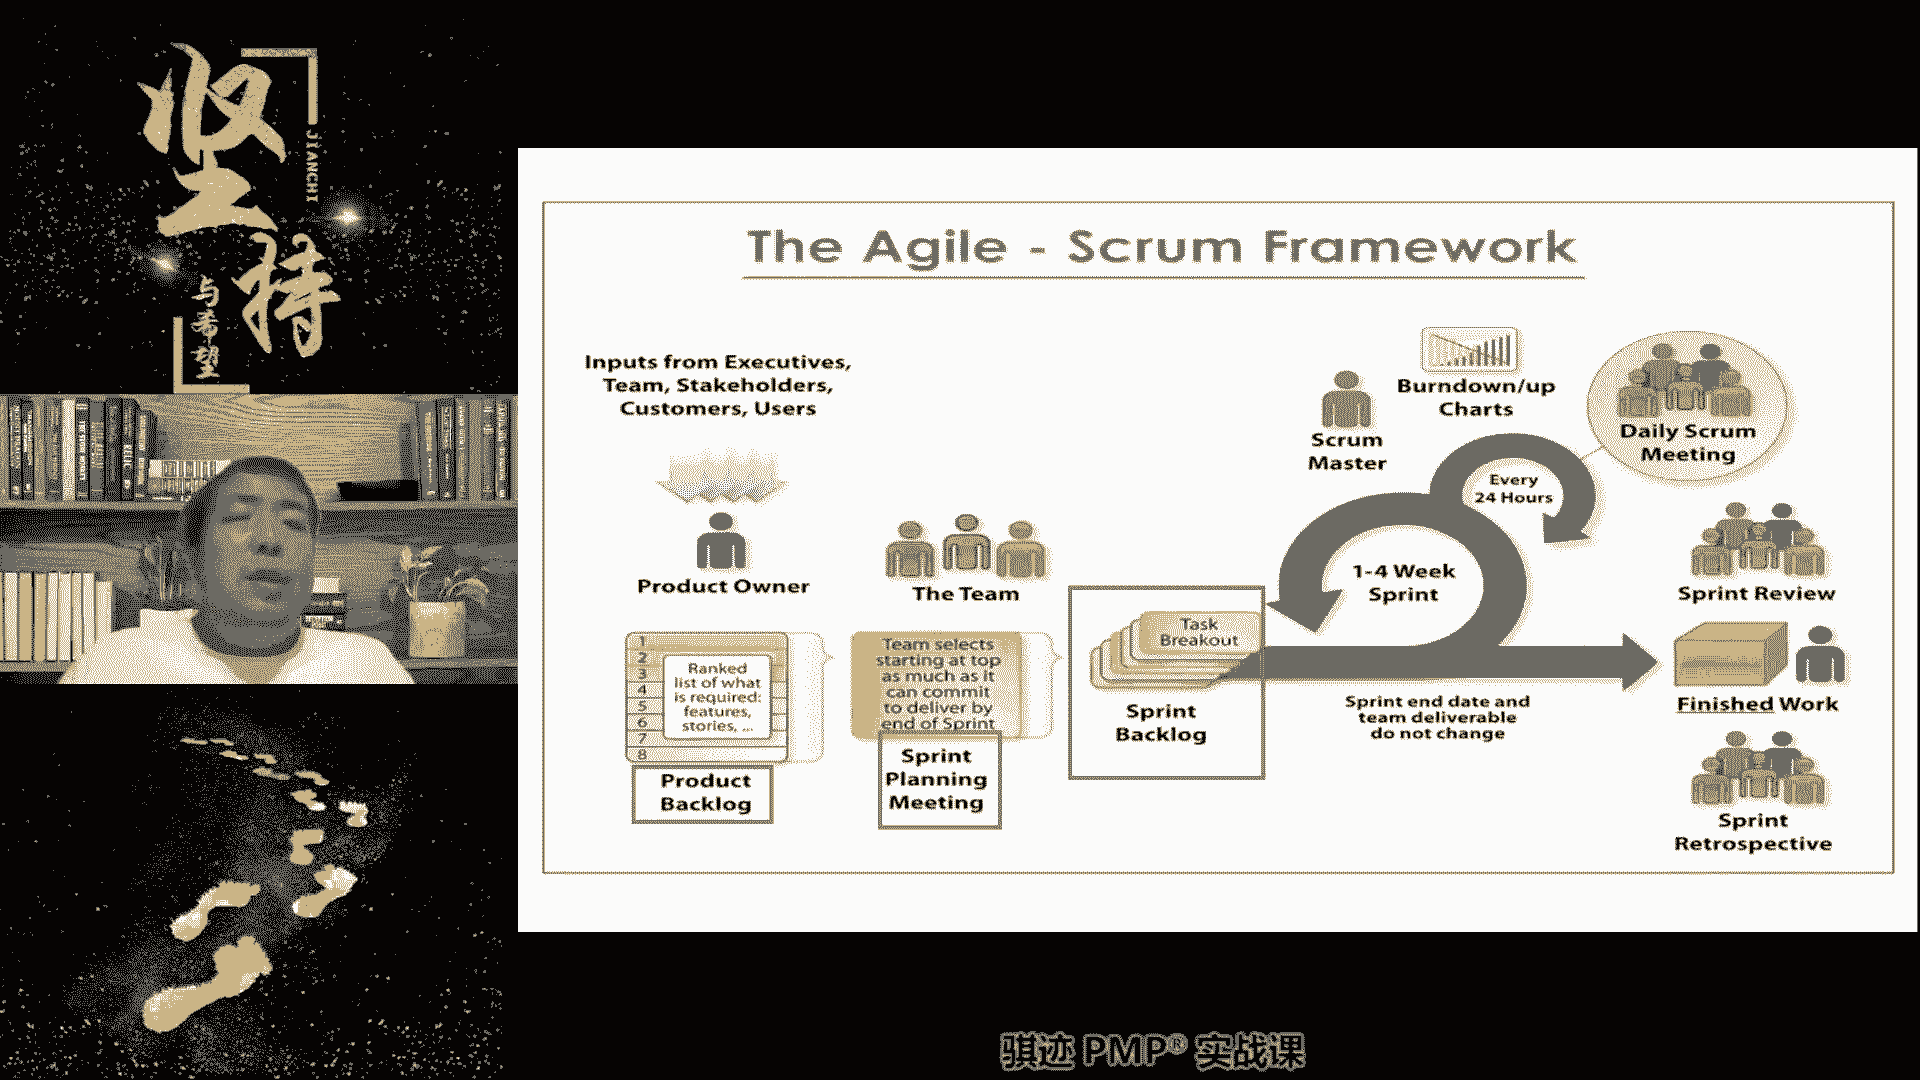 坚持
JIANCHI
与希望
The Agile - Scrum Framework
Inputs from Executives,
Team, Stakeholders,
Customers, Users
Product Owner
1
2
3
4
5
6
7
8
Ranked
list of what
is required:
features,
stories, ...
Product
Backlog
The Team
Team selects
starting at top
as much as it
can commit
to deliver by
end of Sprint
Sprint
Planning
Meeting
Task
Breakout
Sprint
Backlog
Scrum
Master
Burndown/up
Charts
Every
24 Hours
1-4 Week
Sprint
Sprint end date and
team deliverable
do not change
Daily Scrum
Meeting
Sprint Review
Finished Work
Sprint
Retrospective
骐迹 PMP® 实战课